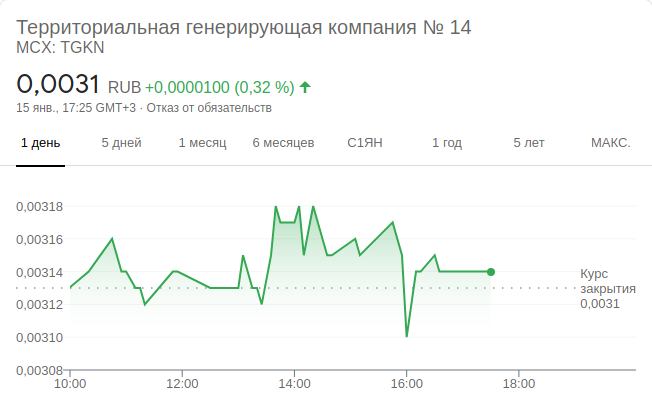 Территориальная генерирующая компания № 14
MCX: TGKN
0,0031 RUB +0,0000100 (0,32 %)
15 янв., 17:25 GMT+3 · Отказ от обязательств
1 день 5 дней 1 месяц 6 месяцев С1ЯН 1 год 5 лет МАКС.
0,00318
0,00316
0,00314
0,00312
0,00310
0,00308
Курс
закрытия
0,0031
10:00 12:00 14:00 16:00 18:00